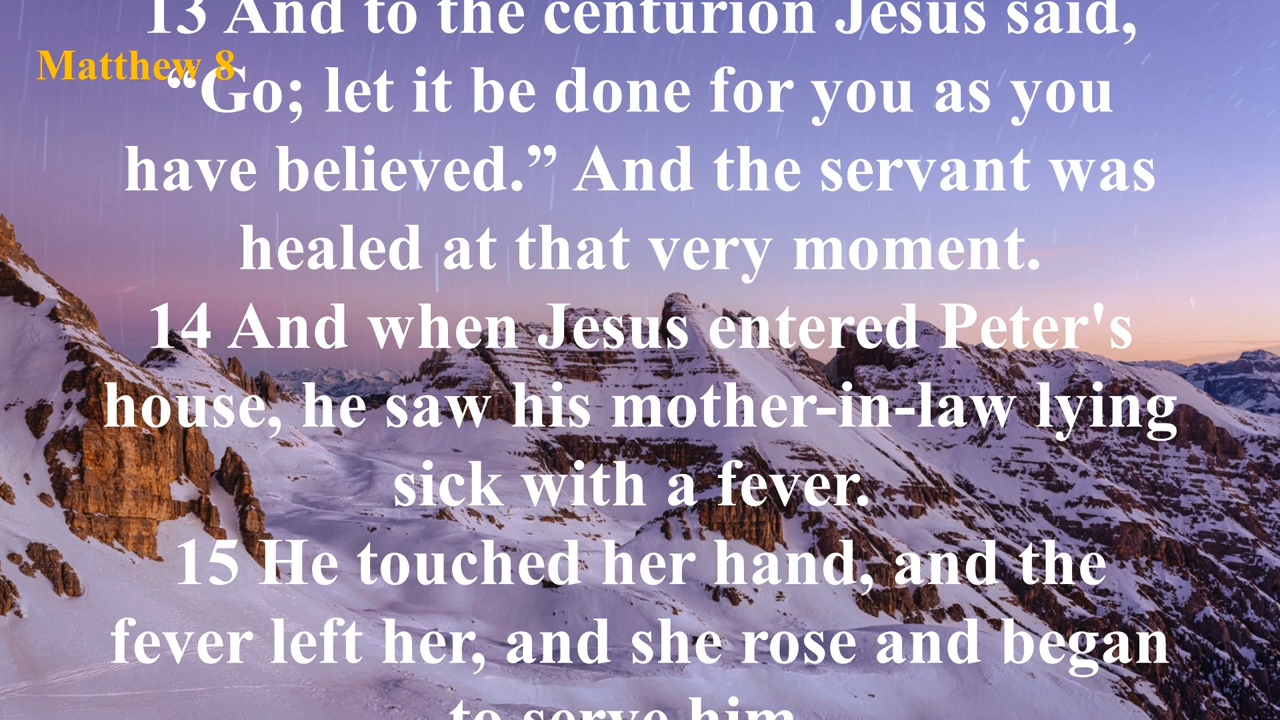 13 And to the centurion Jesus said,
Matthew 8
“Go; let it be done for you as you
have believed.” And the servant was
healed at that very moment.
14 And when Jesus entered Peter's
house, he saw his mother-in-law lying
sick with a fever.
15 He touched her hand, and the
fever left her, and she rose and began
to serve him.